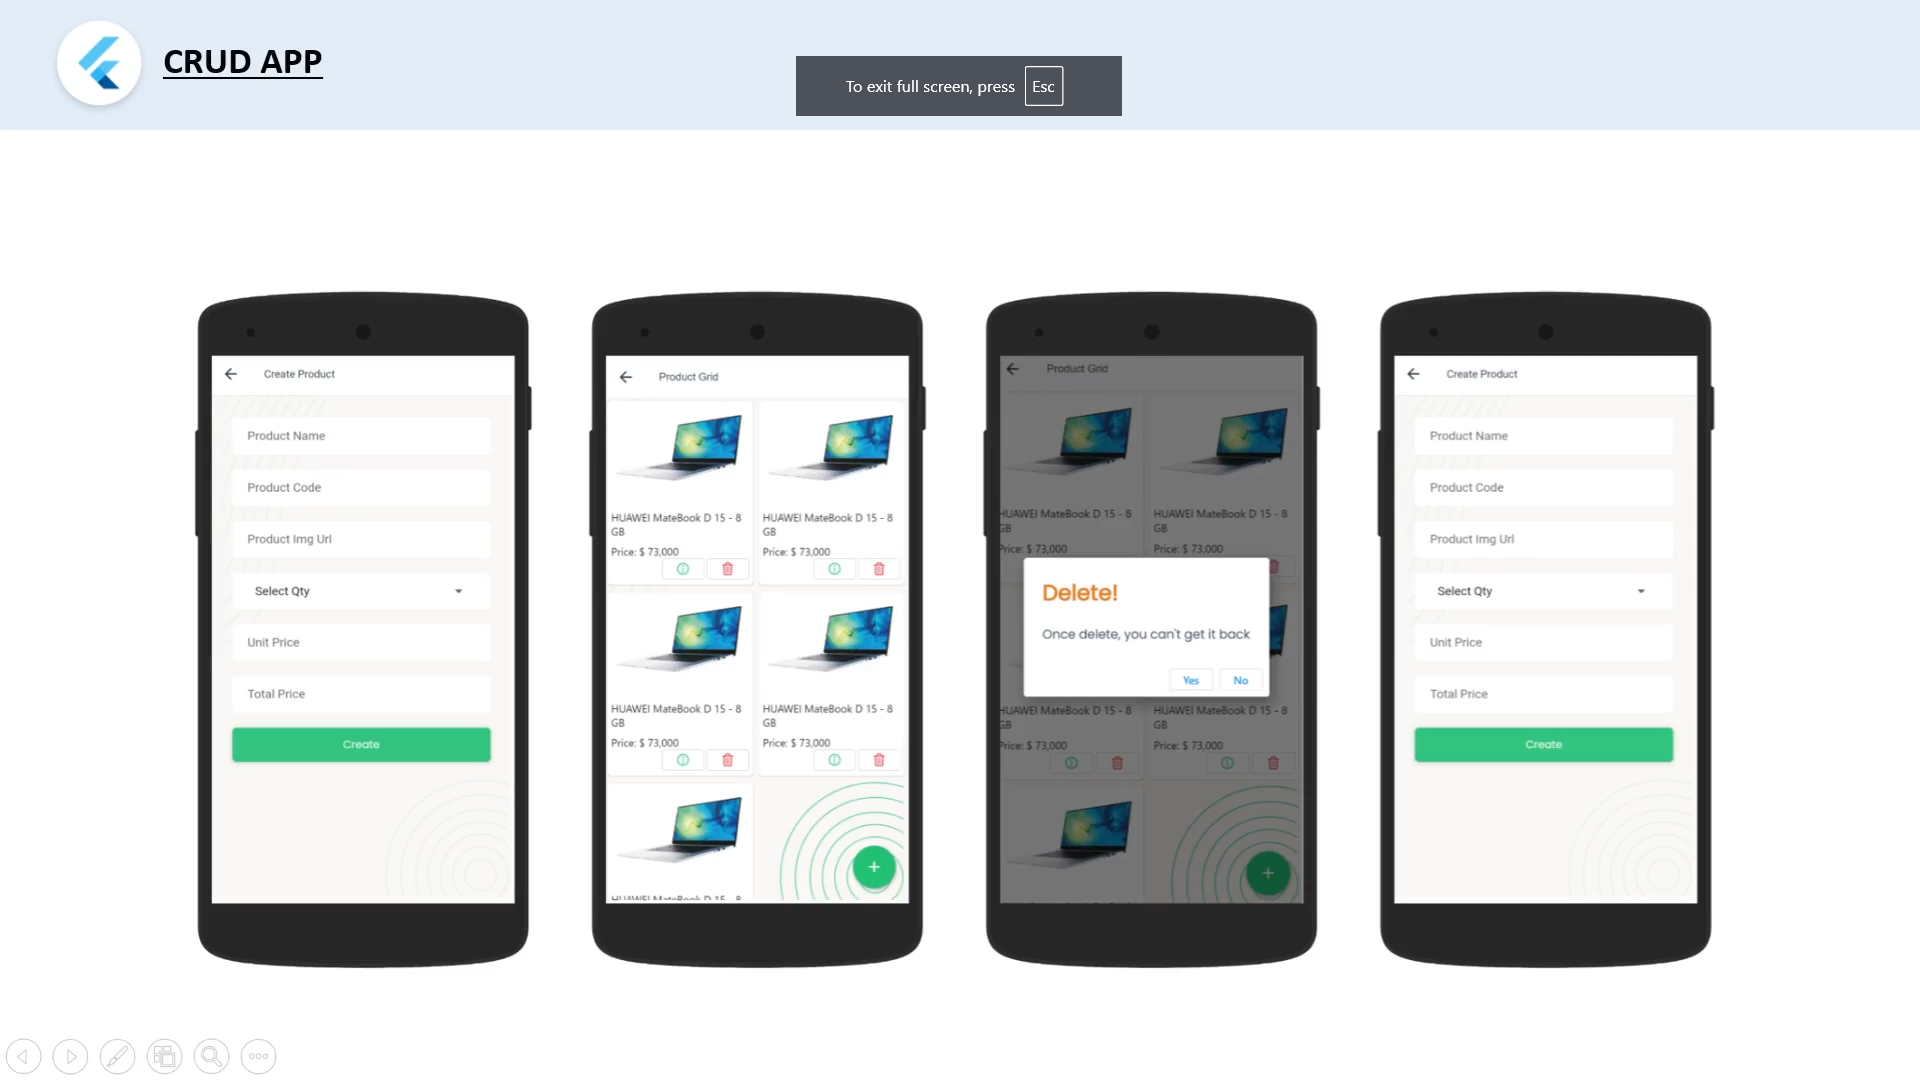 CRUD APP
To exit full screen, press Esc
Create Product
Product Name
Product Code
Product Img Url
Select Qty
Unit Price
Total Price
Create
Product Grid
HUAWEI MateBook D 15 - 8
GB
Price: $ 73,000
HUAWEI MateBook D 15 - 8
GB
Price: $ 73,000
HUAWEI MateBook D 15 - 8
GB
Price: $ 73,000
HUAWEI MateBook D 15 - 8
GB
Price: $ 73,000
HUAWEI MateBook D 15 - 8
+
Product Grid
HUAWEI MateBook D 15 - 8
GB
Price: $ 73,000
HUAWEI MateBook D 15 - 8
GB
Price: $ 73,000
Delete!
Once delete, you can't get it back
Yes
No
HUAWEI MateBook D 15 - 8
GB
Price: $ 73,000
HUAWEI MateBook D 15 - 8
GB
Price: $ 73,000
+
Create Product
Product Name
Product Code
Product Img Url
Select Qty
Unit Price
Total Price
Create